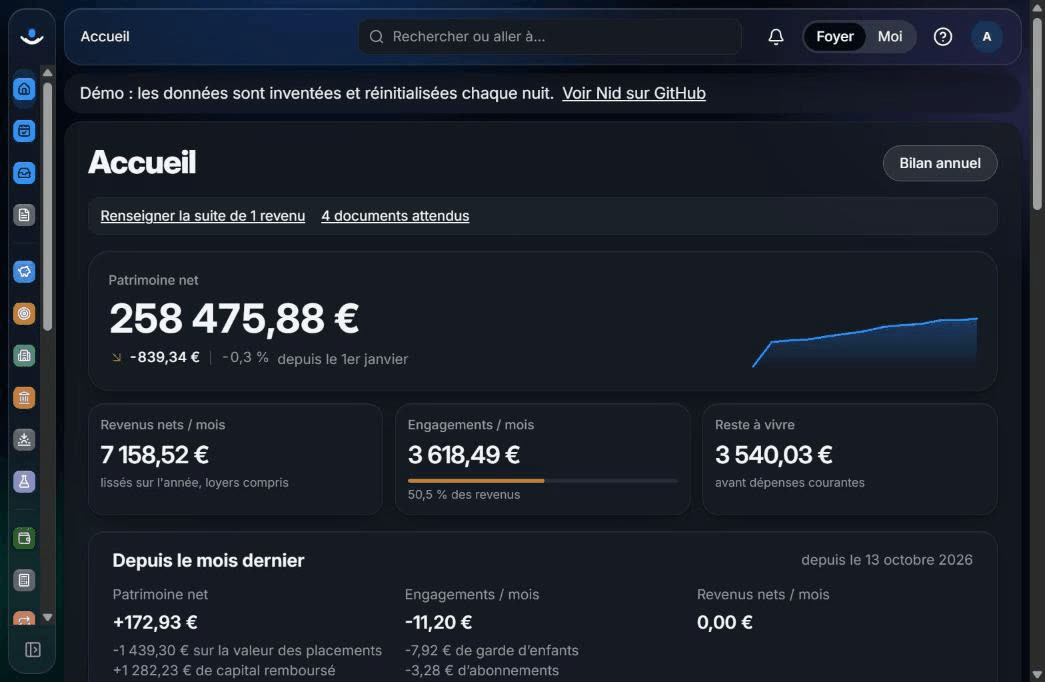 Accueil
Rechercher ou aller à...
Foyer
Moi
A
Démo : les données sont inventées et réinitialisées chaque nuit. Voir Nid sur GitHub
Accueil
Bilan annuel
Renseigner la suite de 1 revenu
4 documents attendus
Patrimoine net
258 475,88 €
-839,34 € | -0,3 % depuis le 1er janvier
Revenus nets / mois
7 158,52 €
lissés sur l'année, loyers compris
Engagements / mois
3 618,49 €
50,5 % des revenus
Reste à vivre
3 540,03 €
avant dépenses courantes
Depuis le mois dernier
depuis le 13 octobre 2026
Patrimoine net
+172,93 €
-1 439,30 € sur la valeur des placements
+1 282,23 € de capital remboursé
Engagements / mois
-11,20 €
-7,92 € de garde d’enfants
-3,28 € d’abonnements
Revenus nets / mois
0,00 €